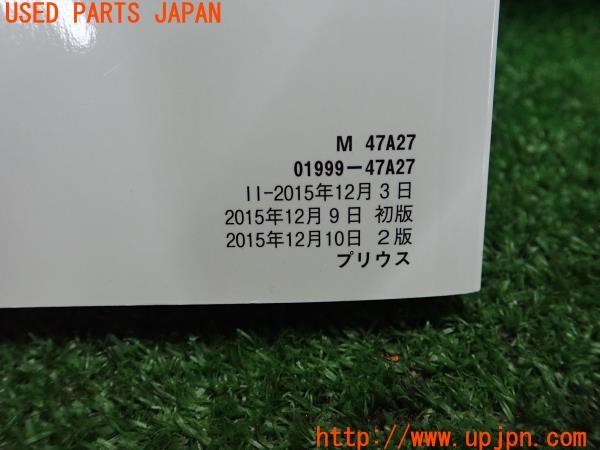 USED PARTS JAPAN
M 47A27
01999-47A27
II-2015年12月3日
2015年12月9日 初版
2015年12月10日 2版
プリウス
http://www.upjpn.com/